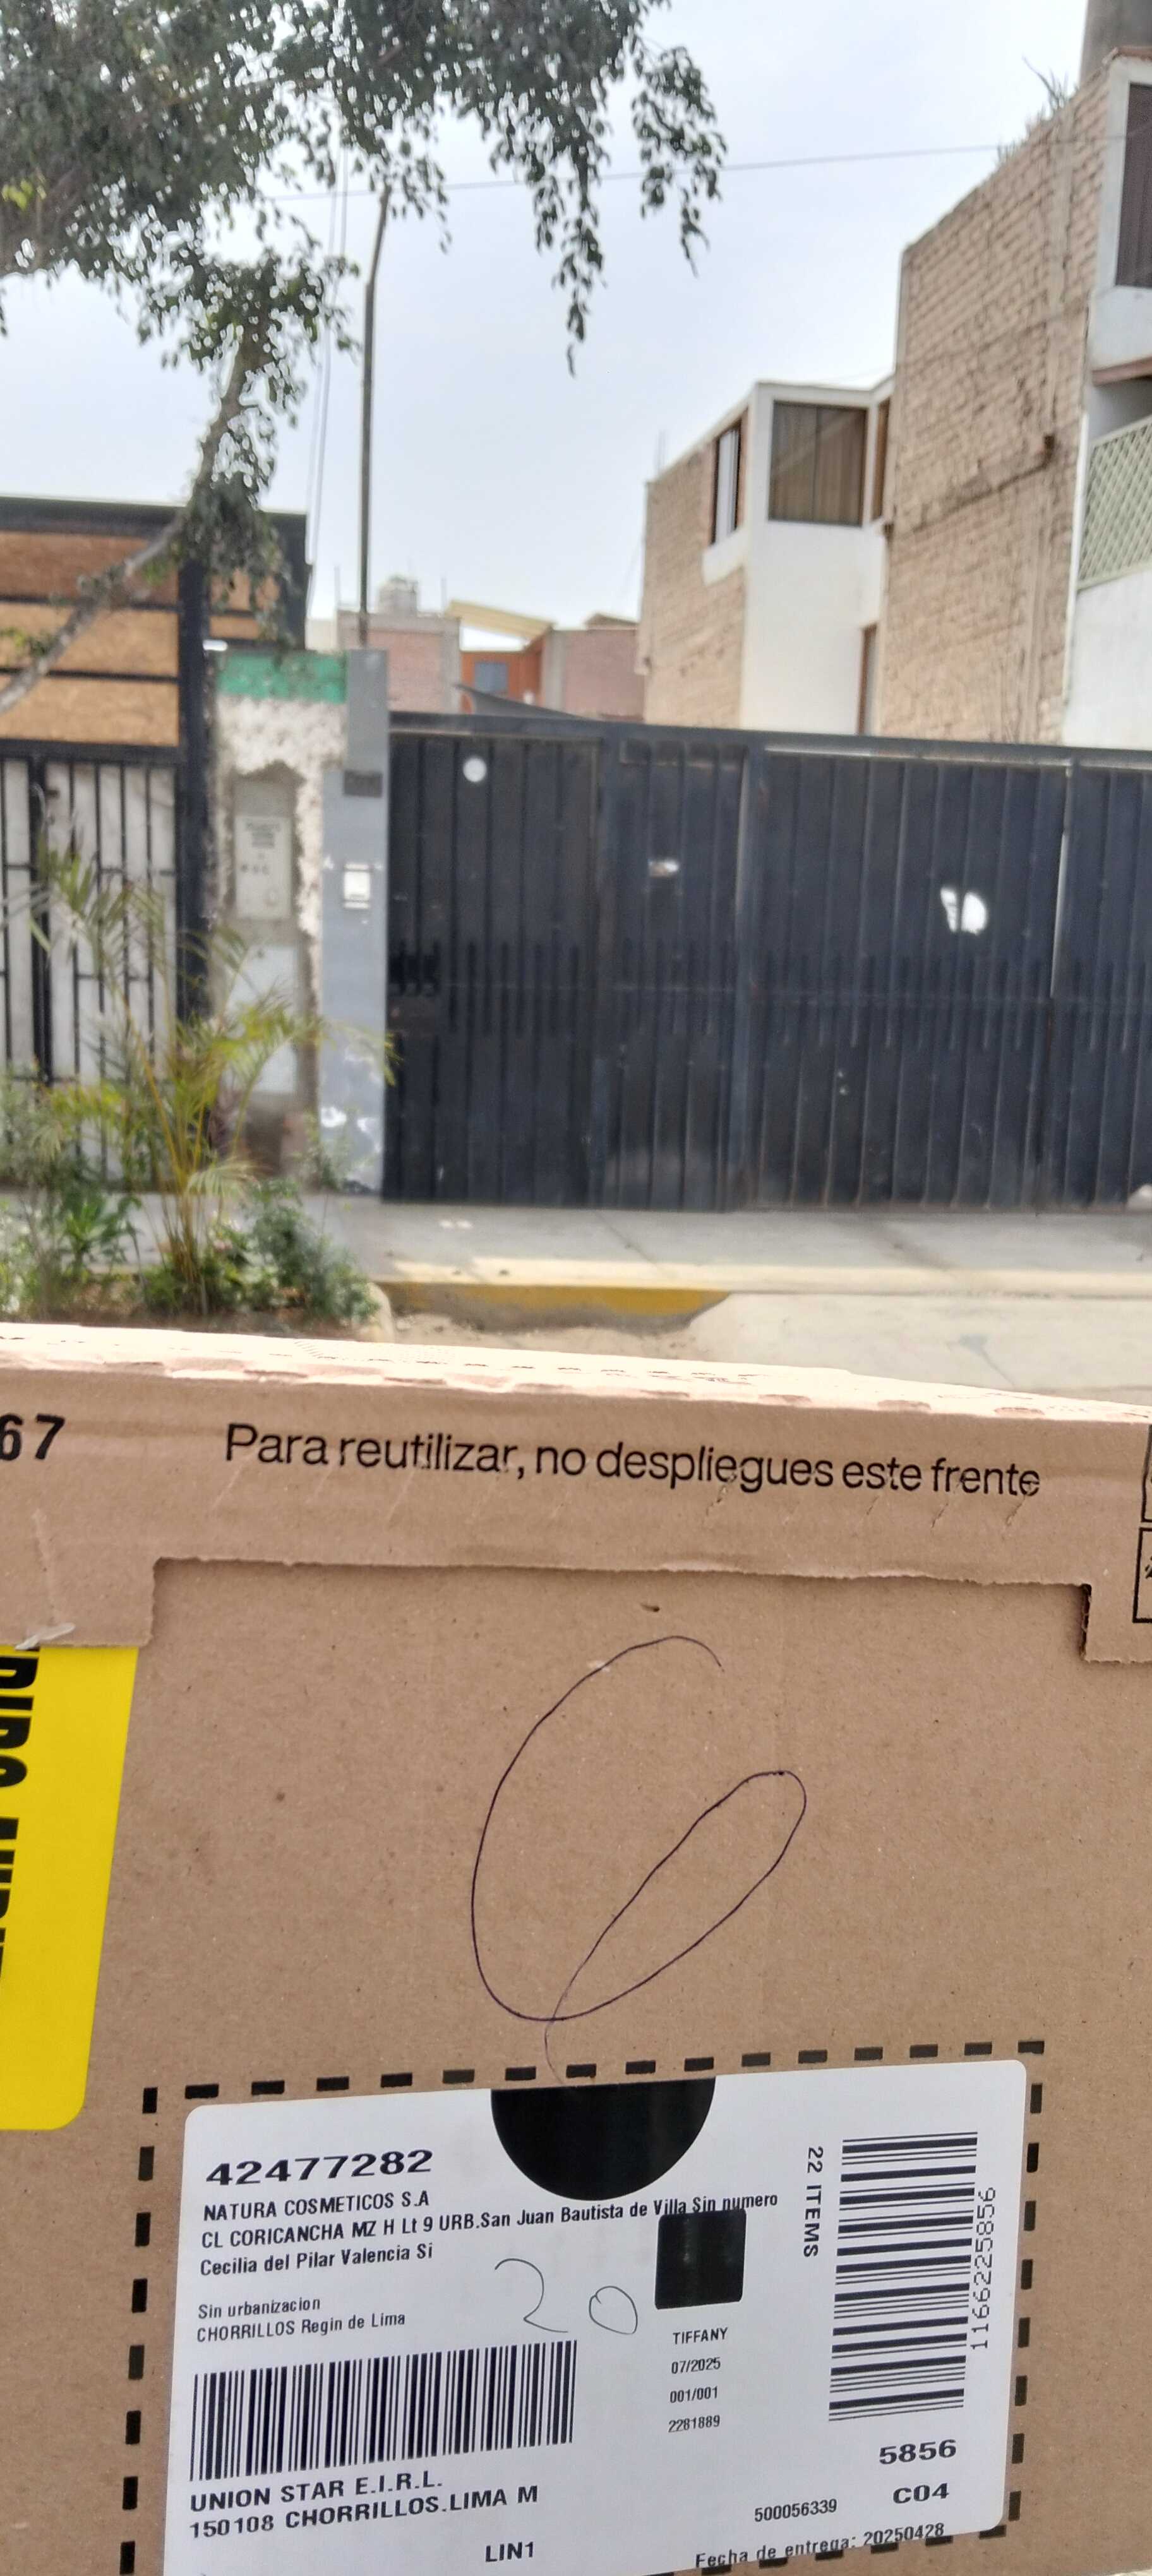 67
Para reutilizar, no despliegues este frente
42477282
NATURA COSMETICOS S.A
CL CORICANCHA MZ H Lt 9 URB.San Juan Bautista de Villa Sin numero
Cecilia del Pilar Valencia Si
Sin urbanizacion
CHORRILLOS Regin de Lima
20
22 ITEMS
1166225856
TIFFANY
07/2025
001/001
2281889
UNION STAR E.I.R.L.
150108 CHORRILLOS.LIMA M
LIN1
5856
C04
500056339
Fecha de entrega: 20250428